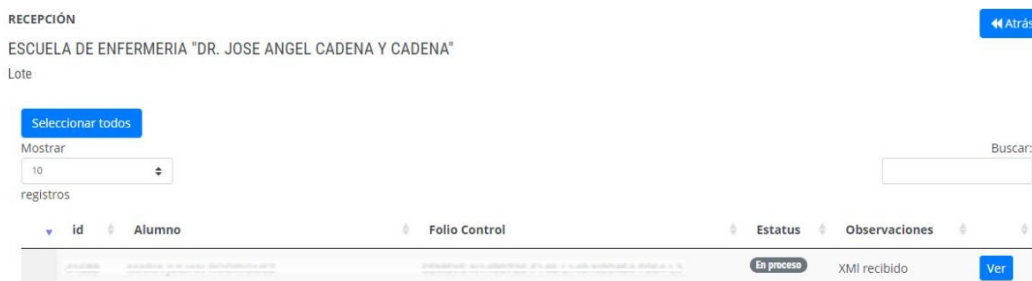 RECEPCIÓN
Atrás
ESCUELA DE ENFERMERIA "DR. JOSE ANGEL CADENA Y CADENA"
Lote
Seleccionar todos
Mostrar
Buscar:
10
registros
id Alumno Folio Control Estatus Observaciones
En proceso XMl recibido Ver